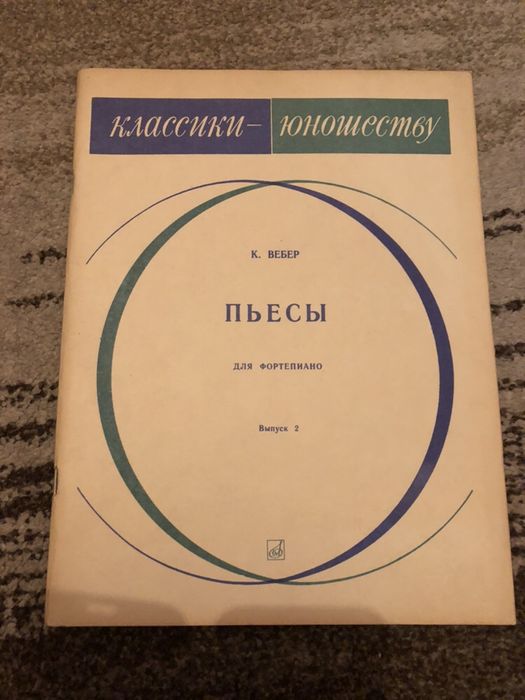 классики– юношеству
К. ВЕБЕР
ПЬЕСЫ
ДЛЯ ФОРТЕПИАНО
Выпуск 2